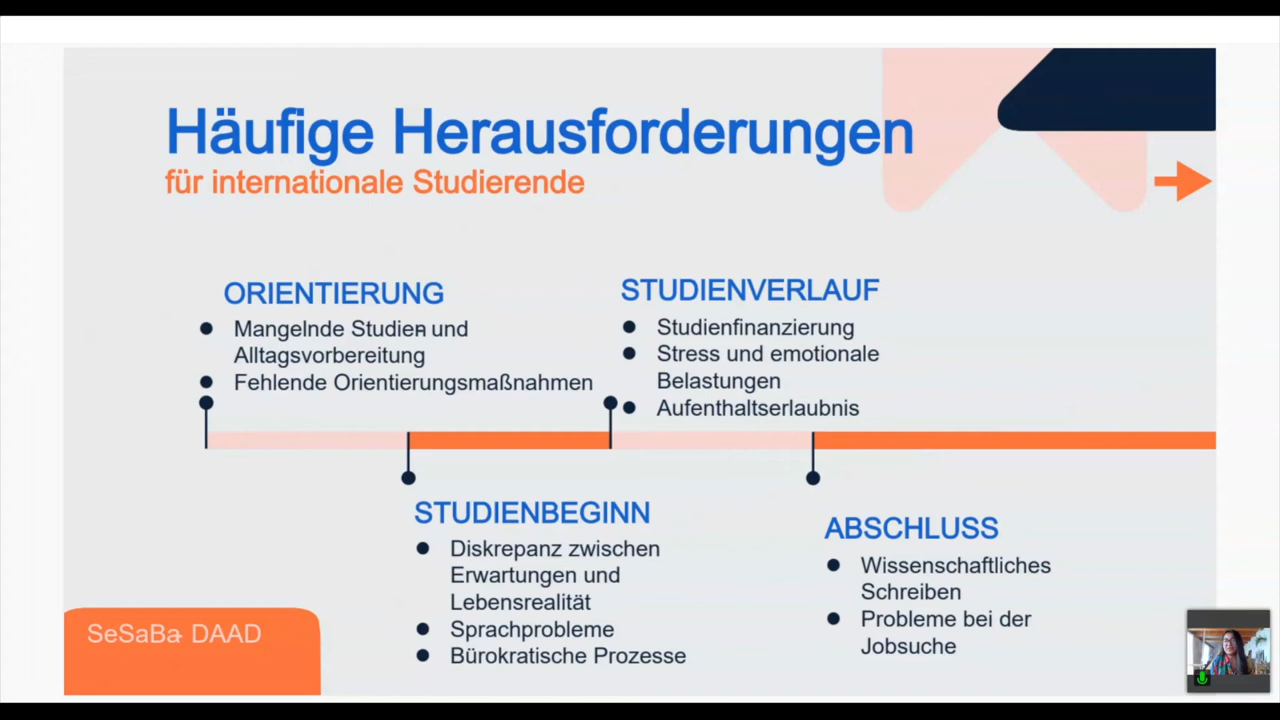 Häufige Herausforderungen
für internationale Studierende
ORIENTIERUNG
Mangelnde Studien- und
Alltagsvorbereitung
Fehlende Orientierungsmaßnahmen
STUDIENVERLAUF
Studienfinanzierung
Stress und emotionale
Belastungen
Aufenthaltserlaubnis
STUDIENBEGINN
Diskrepanz zwischen
Erwartungen und
Lebensrealität
Sprachprobleme
Bürokratische Prozesse
ABSCHLUSS
Wissenschaftliches
Schreiben
Probleme bei der
Jobsuche
SeSaBa- DAAD